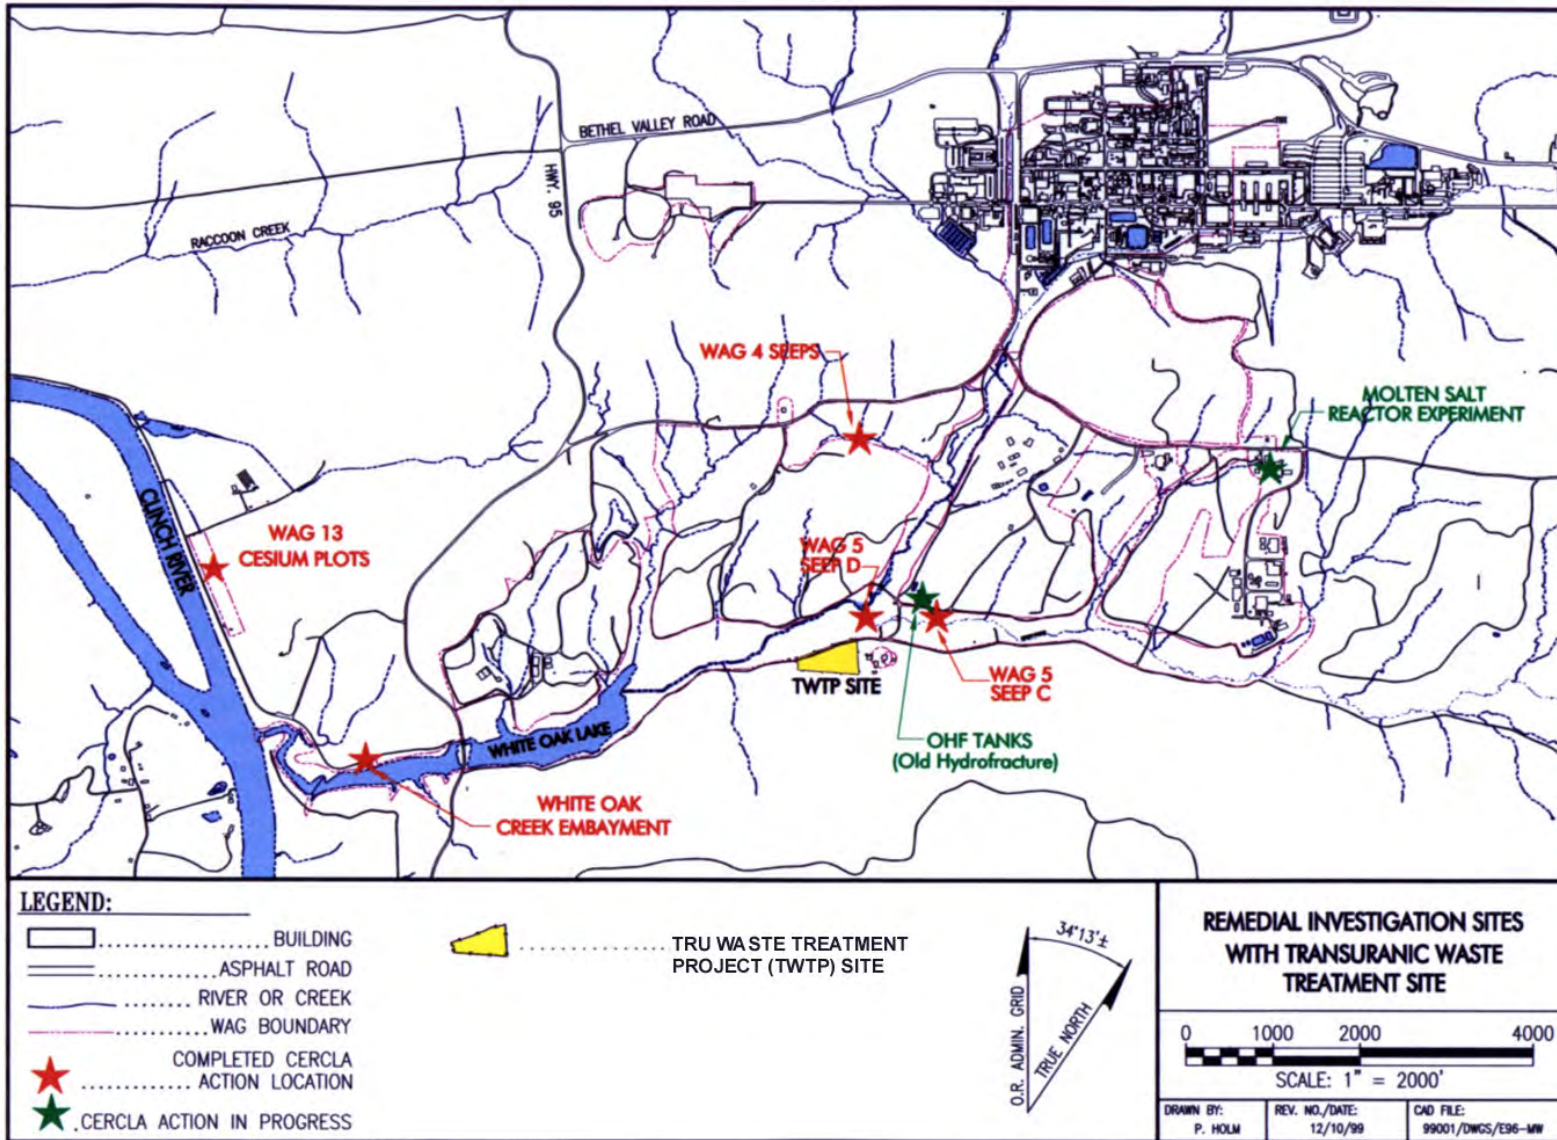 BETHEL VALLEY ROAD
HWY. 95
RACCOON CREEK
WAG 4 SEEPS
MOLTEN SALT
REACTOR EXPERIMENT
CLINCH RIVER
WAG 13
CESIUM PLOTS
WAG 5
SEEP D
TWTP SITE
WAG 5
SEEP C
WHITE OAK LAKE
OHF TANKS
(Old Hydrofracture)
WHITE OAK
CREEK EMBAYMENT
LEGEND:
BUILDING
ASPHALT ROAD
RIVER OR CREEK
WAG BOUNDARY
COMPLETED CERCLA
ACTION LOCATION
CERCLA ACTION IN PROGRESS
TRU WASTE TREATMENT
PROJECT (TWTP) SITE
34°13'±
O.R. ADMIN. GRID
TRUE NORTH
REMEDIAL INVESTIGATION SITES
WITH TRANSURANIC WASTE
TREATMENT SITE
0 1000 2000 4000
SCALE: 1" = 2000'
DRAWN BY:
P. HOLM
REV. NO./DATE:
12/10/99
CAD FILE:
99001/DWGS/E96-MW